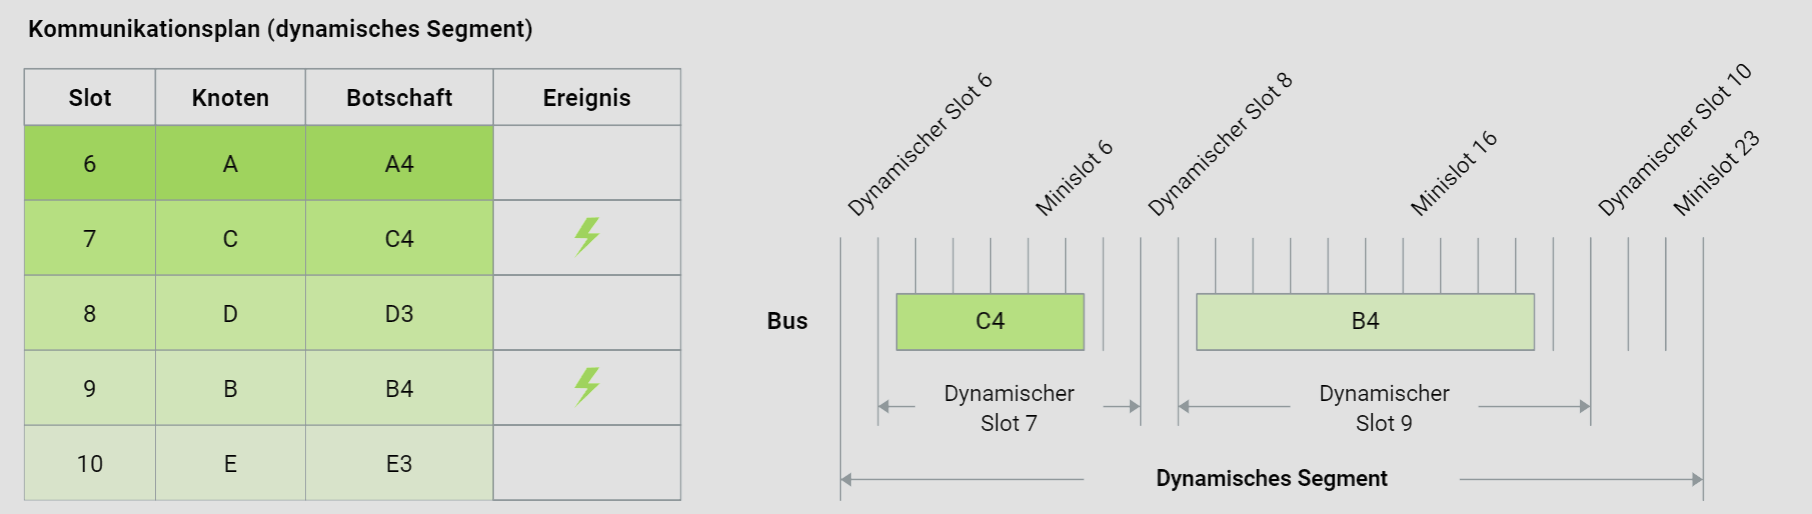 Kommunikationsplan (dynamisches Segment)
Slot Knoten Botschaft Ereignis
6 A A4
7 C C4
8 D D3
9 B B4
10 E E3
Dynamischer Slot 6
Minislot 6
Dynamischer Slot 8
Minislot 16
Dynamischer Slot 10
Minislot 23
Bus
C4
B4
Dynamischer
Slot 7
Dynamischer
Slot 9
Dynamisches Segment